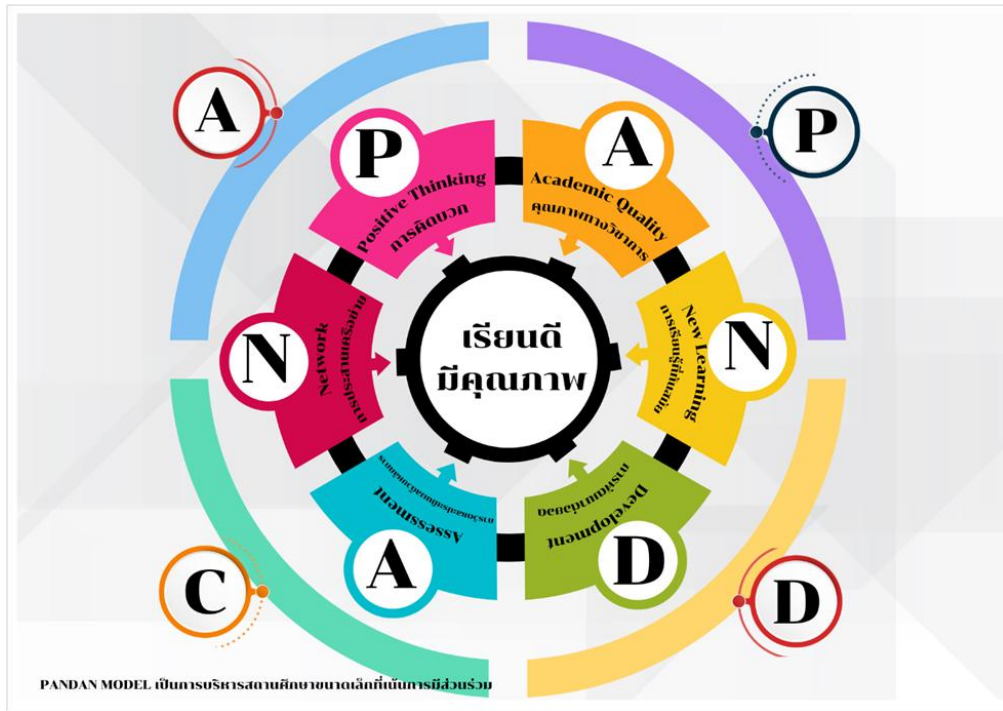 A
P
P
Positive Thinking
การคิดบวก
A
Academic Quality
คุณภาพทางวิชาการ
N
New Learning
การเรียนรู้ที่ทันสมัย
D
Development
การพัฒนาต่อยอด
A
Assessment
N
Network
การประสานเครือข่าย
เรียนดี
มีคุณภาพ
C
D
PANDAN MODEL เป็นการบริหารสถานศึกษาขนาดเล็กที่เน้นการมีส่วนร่วม